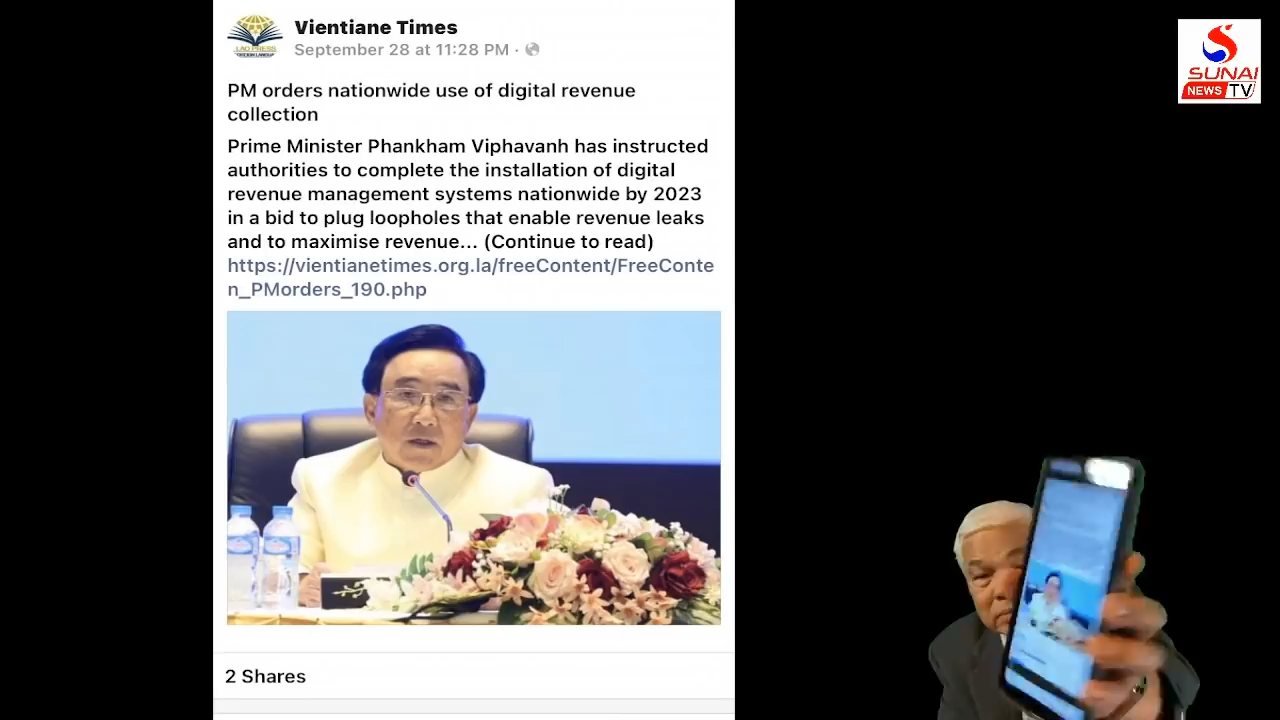 Vientiane Times
September 28 at 11:28 PM ·
PM orders nationwide use of digital revenue
collection
Prime Minister Phankham Viphavanh has instructed
authorities to complete the installation of digital
revenue management systems nationwide by 2023
in a bid to plug loopholes that enable revenue leaks
and to maximise revenue... (Continue to read)
https://vientianetimes.org.la/freeContent/FreeConte
n_PMorders_190.php
2 Shares
SUNAI
NEWS TV
LAO PRESS